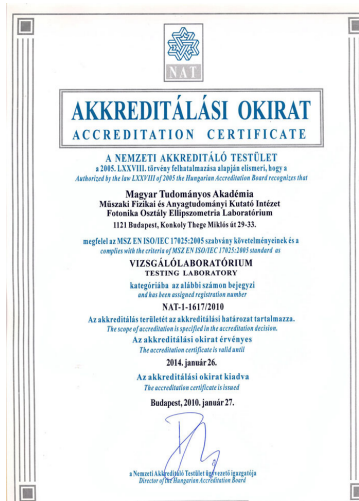 NAT
AKKREDITÁLÁSI OKIRAT
ACCREDITATION CERTIFICATE
A NEMZETI AKKREDITÁLÓ TESTÜLET
a 2005. LXXVIII. törvény felhatalmazása alapján elismeri, hogy a
Authorized by the law LXXVIII of 2005 the Hungarian Accreditation Board recognizes that
Magyar Tudományos Akadémia
Műszaki Fizikai és Anyagtudományi Kutató Intézet
Fotonika Osztály Ellipszometria Laboratórium
1121 Budapest, Konkoly Thege Miklós út 29-33.
megfelel az MSZ EN ISO/IEC 17025:2005 szabvány követelményeinek és a
complies with the criteria of MSZ EN ISO/IEC 17025:2005 standard as
VIZSGÁLÓLABORATÓRIUM
TESTING LABORATORY
kategóriába az alábbi számon bejegyzi
and has been assigned registration number
NAT-1-1617/2010
Az akkreditálás területét az akkreditálási határozat tartalmazza.
The scope of accreditation is specified in the accreditation decision.
Az akkreditálási okirat érvényes
The accreditation certificate is valid until
2014. január 26.
Az akkreditálási okirat kiadva
The accreditation certificate is issued
Budapest, 2010. január 27.
a Nemzeti Akkreditáló Testület ügyvezető igazgatója
Director of the Hungarian Accreditation Board